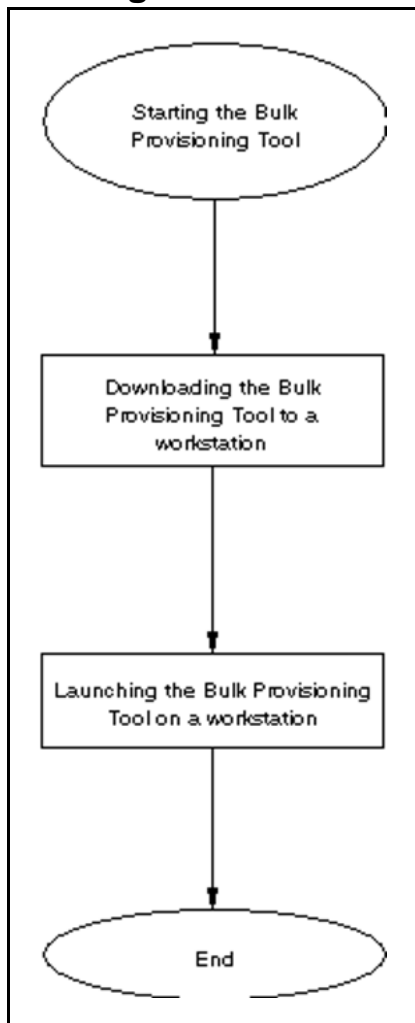 Starting the Bulk
Provisioning Tool
Downloading the Bulk
Provisioning Tool to a
workstation
Launching the Bulk Provisioning
Tool on a workstation
End